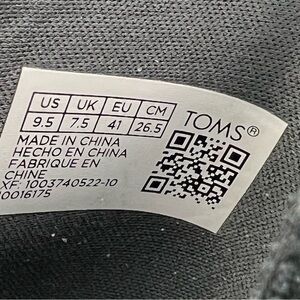 US UK EU CM
9.5 7.5 41 26.5
TOMS®
MADE IN CHINA
HECHO EN CHINA
FABRIQUE EN
CHINE
XF: 1003740522-10
10016175